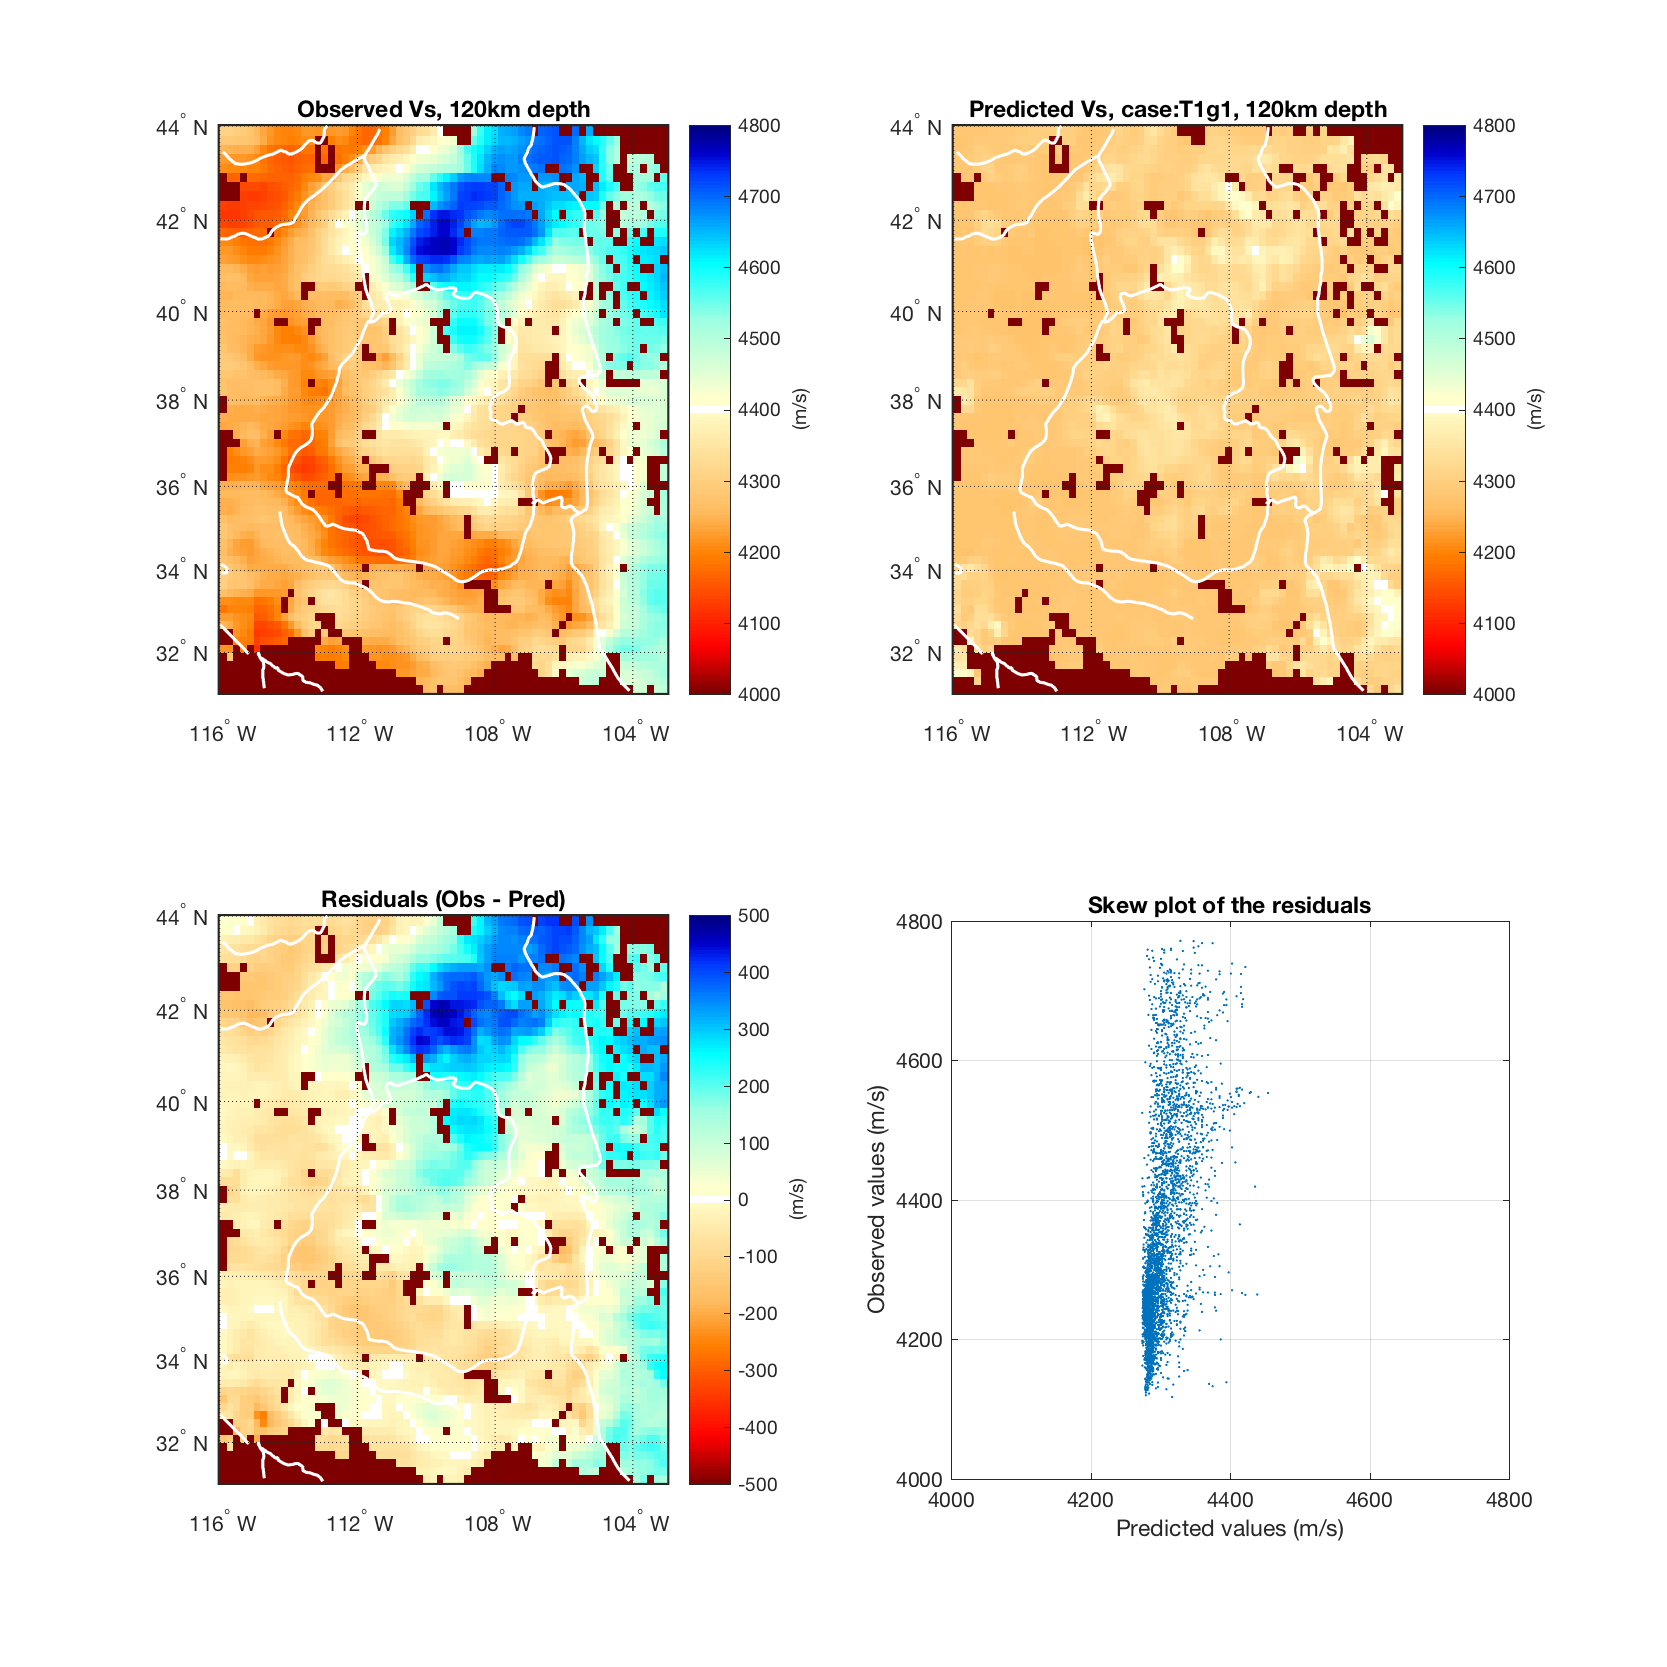 Observed Vs, 120km depth
44° N
42° N
40° N
38° N
36° N
34° N
32° N
116° W
112° W
108° W
104° W
4800
4700
4600
4500
4400
4300
4200
4100
4000
(m/s)
Predicted Vs, case:T1g1, 120km depth
44° N
42° N
40° N
38° N
36° N
34° N
32° N
116° W
112° W
108° W
104° W
4800
4700
4600
4500
4400
4300
4200
4100
4000
(m/s)
Residuals (Obs - Pred)
44° N
42° N
40° N
38° N
36° N
34° N
32° N
116° W
112° W
108° W
104° W
500
400
300
200
100
0
-100
-200
-300
-400
-500
(m/s)
Skew plot of the residuals
4800
4600
4400
4200
4000
Observed values (m/s)
4000
4200
4400
4600
4800
Predicted values (m/s)